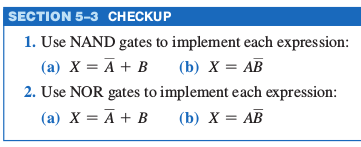 SECTION 5–3 CHECKUP
1. Use NAND gates to implement each expression:
(a) X = A̅ + B (b) X = AB̅
2. Use NOR gates to implement each expression:
(a) X = A̅ + B (b) X = AB̅